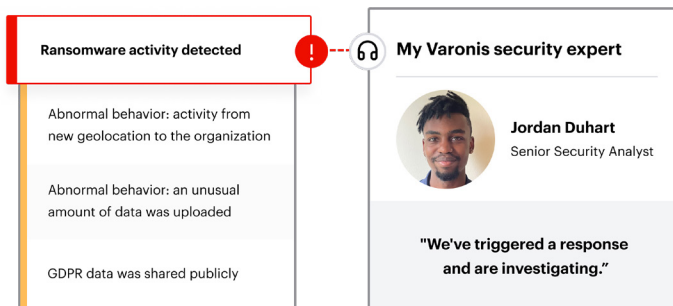 Ransomware activity detected
Abnormal behavior: activity from
new geolocation to the organization
Abnormal behavior: an unusual
amount of data was uploaded
GDPR data was shared publicly
My Varonis security expert
Jordan Duhart
Senior Security Analyst
"We've triggered a response
and are investigating.”